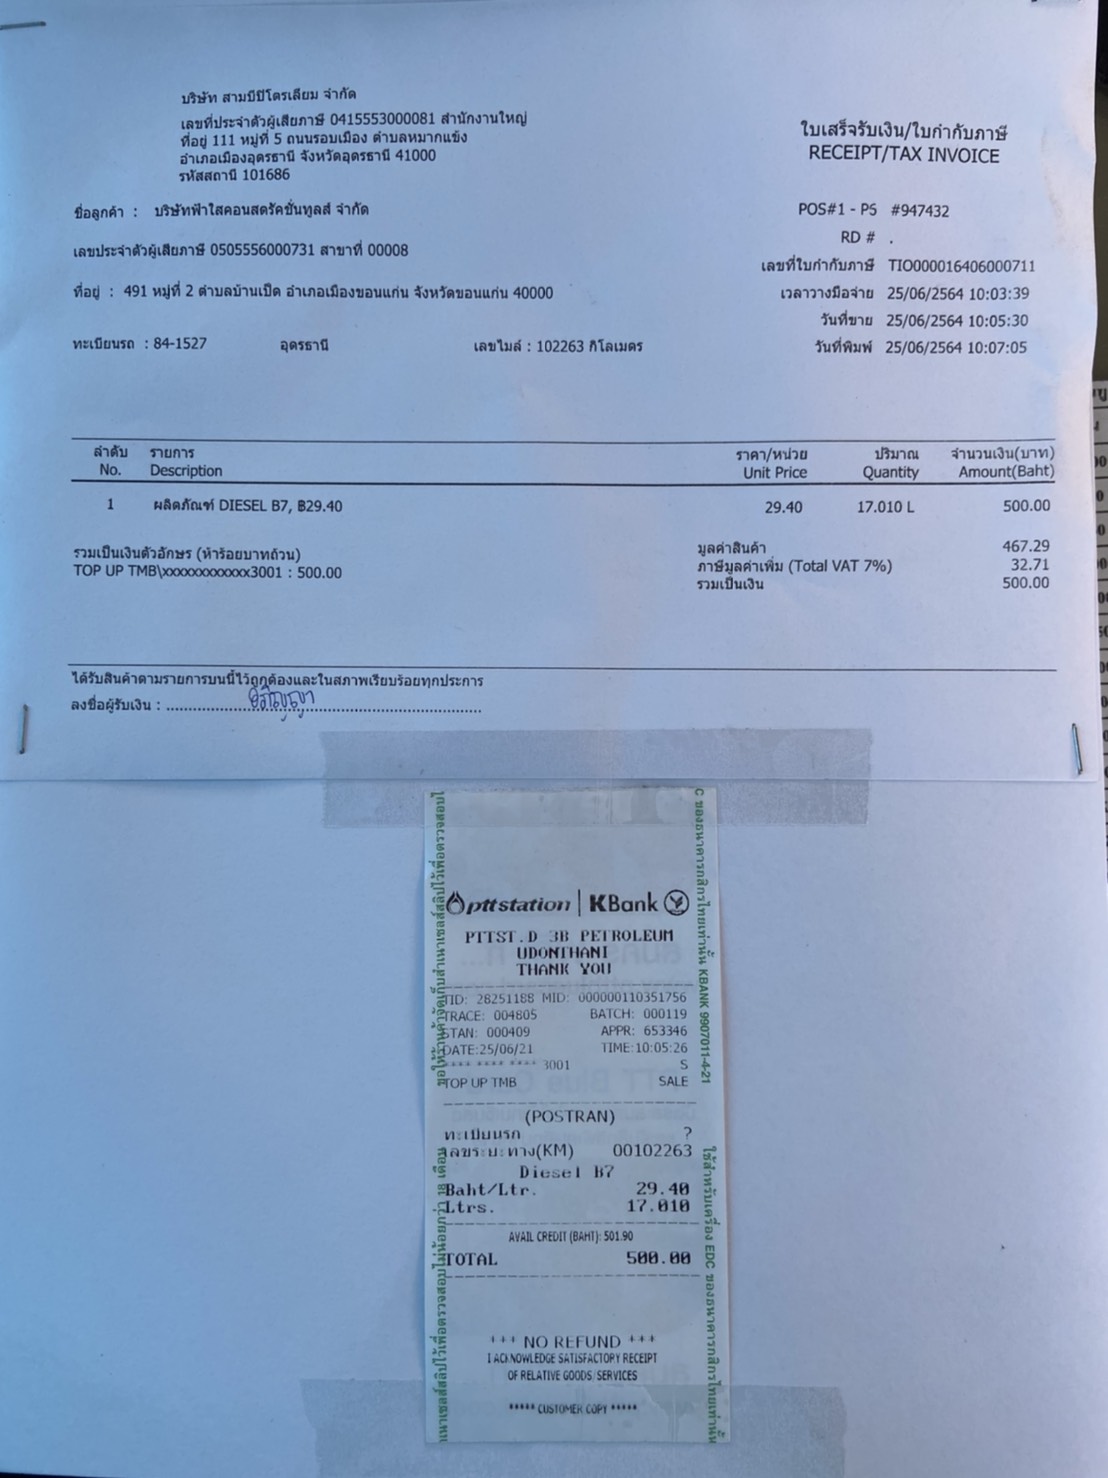 บริษัท สามบีปิโตรเลียม จำกัด
เลขที่ประจำตัวผู้เสียภาษี 0415553000081 สำนักงานใหญ่
ที่อยู่ 111 หมู่ที่ 5 ถนนรอบเมือง ตำบลหมากแข้ง
อำเภอเมืองอุดรธานี จังหวัดอุดรธานี 41000
รหัสสถานี 101686
ใบเสร็จรับเงิน/ใบกำกับภาษี
RECEIPT/TAX INVOICE
ชื่อลูกค้า : บริษัทฟ้าใสคอนสตรัคชั่นทูลส์ จำกัด
POS#1 - P5 #947432
RD # .
เลขประจำตัวผู้เสียภาษี 0505556000731 สาขาที่ 00008
เลขที่ใบกำกับภาษี TIO000016406000711
ที่อยู่ : 491 หมู่ที่ 2 ตำบลบ้านเป็ด อำเภอเมืองขอนแก่น จังหวัดขอนแก่น 40000
เวลาวางมือจ่าย 25/06/2564 10:03:39
วันที่ขาย 25/06/2564 10:05:30
ทะเบียนรถ : 84-1527 อุดรธานี เลขไมล์ : 102263 กิโลเมตร
วันที่พิมพ์ 25/06/2564 10:07:05
ลำดับ รายการ ราคา/หน่วย ปริมาณ จำนวนเงิน(บาท)
No. Description Unit Price Quantity Amount(Baht)
1 ผลิตภัณฑ์ DIESEL B7, ฿29.40 29.40 17.010 L 500.00
รวมเป็นเงินตัวอักษร (ห้าร้อยบาทถ้วน)
TOP UP TMB\xxxxxxxxxxxx3001 : 500.00
มูลค่าสินค้า 467.29
ภาษีมูลค่าเพิ่ม (Total VAT 7%) 32.71
รวมเป็นเงิน 500.00
ได้รับสินค้าตามรายการบนนี้ไว้ถูกต้องและในสภาพเรียบร้อยทุกประการ
ลงชื่อผู้รับเงิน :
pttstation | KBank
PTTST.D 3B PETROLEUM
UDONTHANI
THANK YOU
TID: 28251188 MID: 000000110351756
TRACE: 004805 BATCH: 000119
STAN: 000409 APPR: 653346
DATE:25/06/21 TIME:10:05:26
**** **** **** 3001 S
TOP UP TMB SALE
(POSTRAN)
ทะเบียนรถ ?
เลขระยะทาง(KM) 00102263
Diesel B7
Baht/Ltr. 29.40
Ltrs. 17.010
AVAIL CREDIT (BAHT): 501.90
TOTAL 500.00
+++ NO REFUND +++
I ACKNOWLEDGE SATISFACTORY RECEIPT
OF RELATIVE GOODS/SERVICES
***** CUSTOMER COPY *****
C ของธนาคารกสิกรไทยเท่านั้น KBANK 9907011-4-21
ใช้สำหรับเครื่อง EDC ของธนาคารกสิกรไทยเท่านั้น